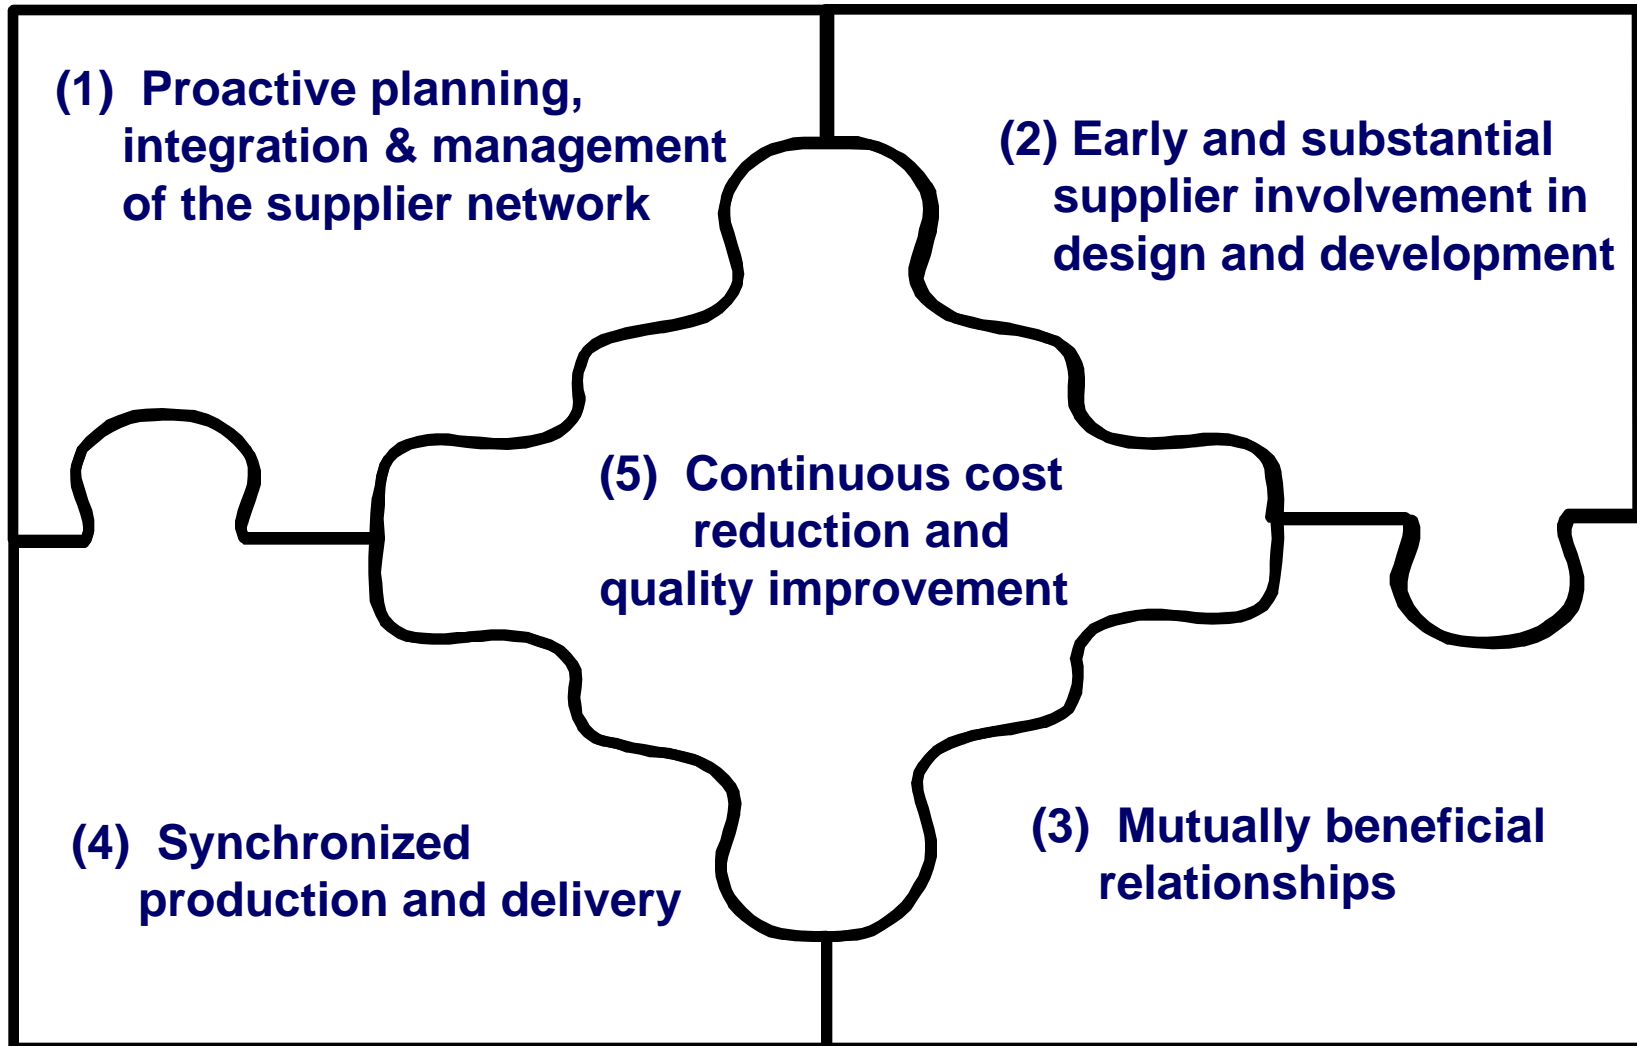 (1) Proactive planning,
integration & management
of the supplier network
(2) Early and substantial
supplier involvement in
design and development
(5) Continuous cost
reduction and
quality improvement
(4) Synchronized
production and delivery
(3) Mutually beneficial
relationships